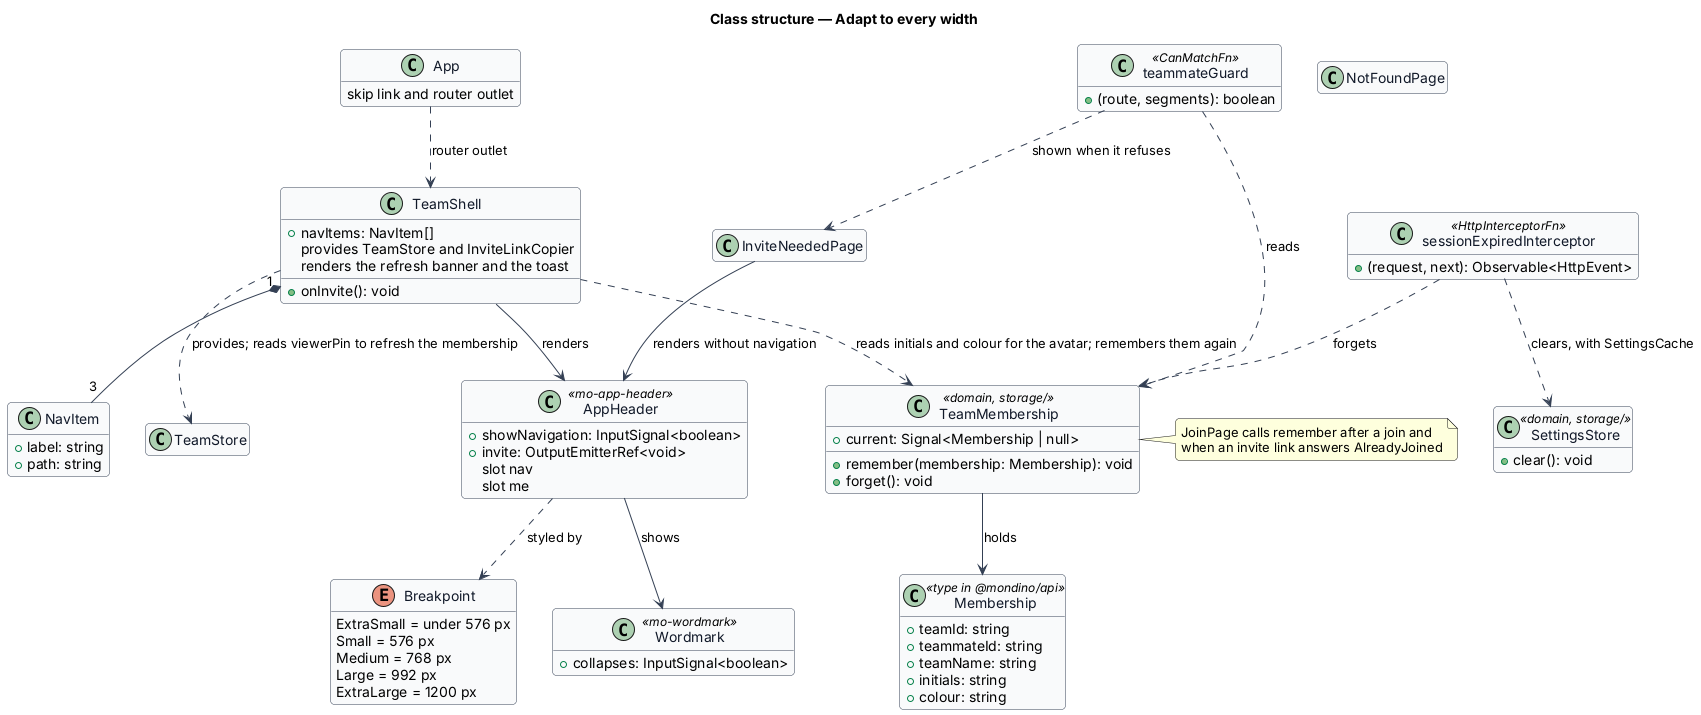 Class structure — Adapt to every width
C App
skip link and router outlet
«CanMatchFn»
C teammateGuard
(route, segments): boolean
C NotFoundPage
router outlet
shown when it refuses
reads
C TeamShell
navItems: NavItem[]
provides TeamStore and InviteLinkCopier
renders the refresh banner and the toast
onInvite(): void
C InviteNeededPage
«HttpInterceptorFn»
C sessionExpiredInterceptor
(request, next): Observable<HttpEvent>
1
3
provides; reads viewerPin to refresh the membership
renders
renders without navigation
reads initials and colour for the avatar; remembers them again
forgets
clears, with SettingsCache
C NavItem
label: string
path: string
C TeamStore
«mo-app-header»
C AppHeader
showNavigation: InputSignal<boolean>
invite: OutputEmitterRef<void>
slot nav
slot me
«domain, storage/»
C TeamMembership
current: Signal<Membership | null>
remember(membership: Membership): void
forget(): void
JoinPage calls remember after a join and
when an invite link answers AlreadyJoined
«domain, storage/»
C SettingsStore
clear(): void
styled by
shows
holds
E Breakpoint
ExtraSmall = under 576 px
Small = 576 px
Medium = 768 px
Large = 992 px
ExtraLarge = 1200 px
«mo-wordmark»
C Wordmark
collapses: InputSignal<boolean>
«type in @mondino/api»
C Membership
teamId: string
teammateId: string
teamName: string
initials: string
colour: string